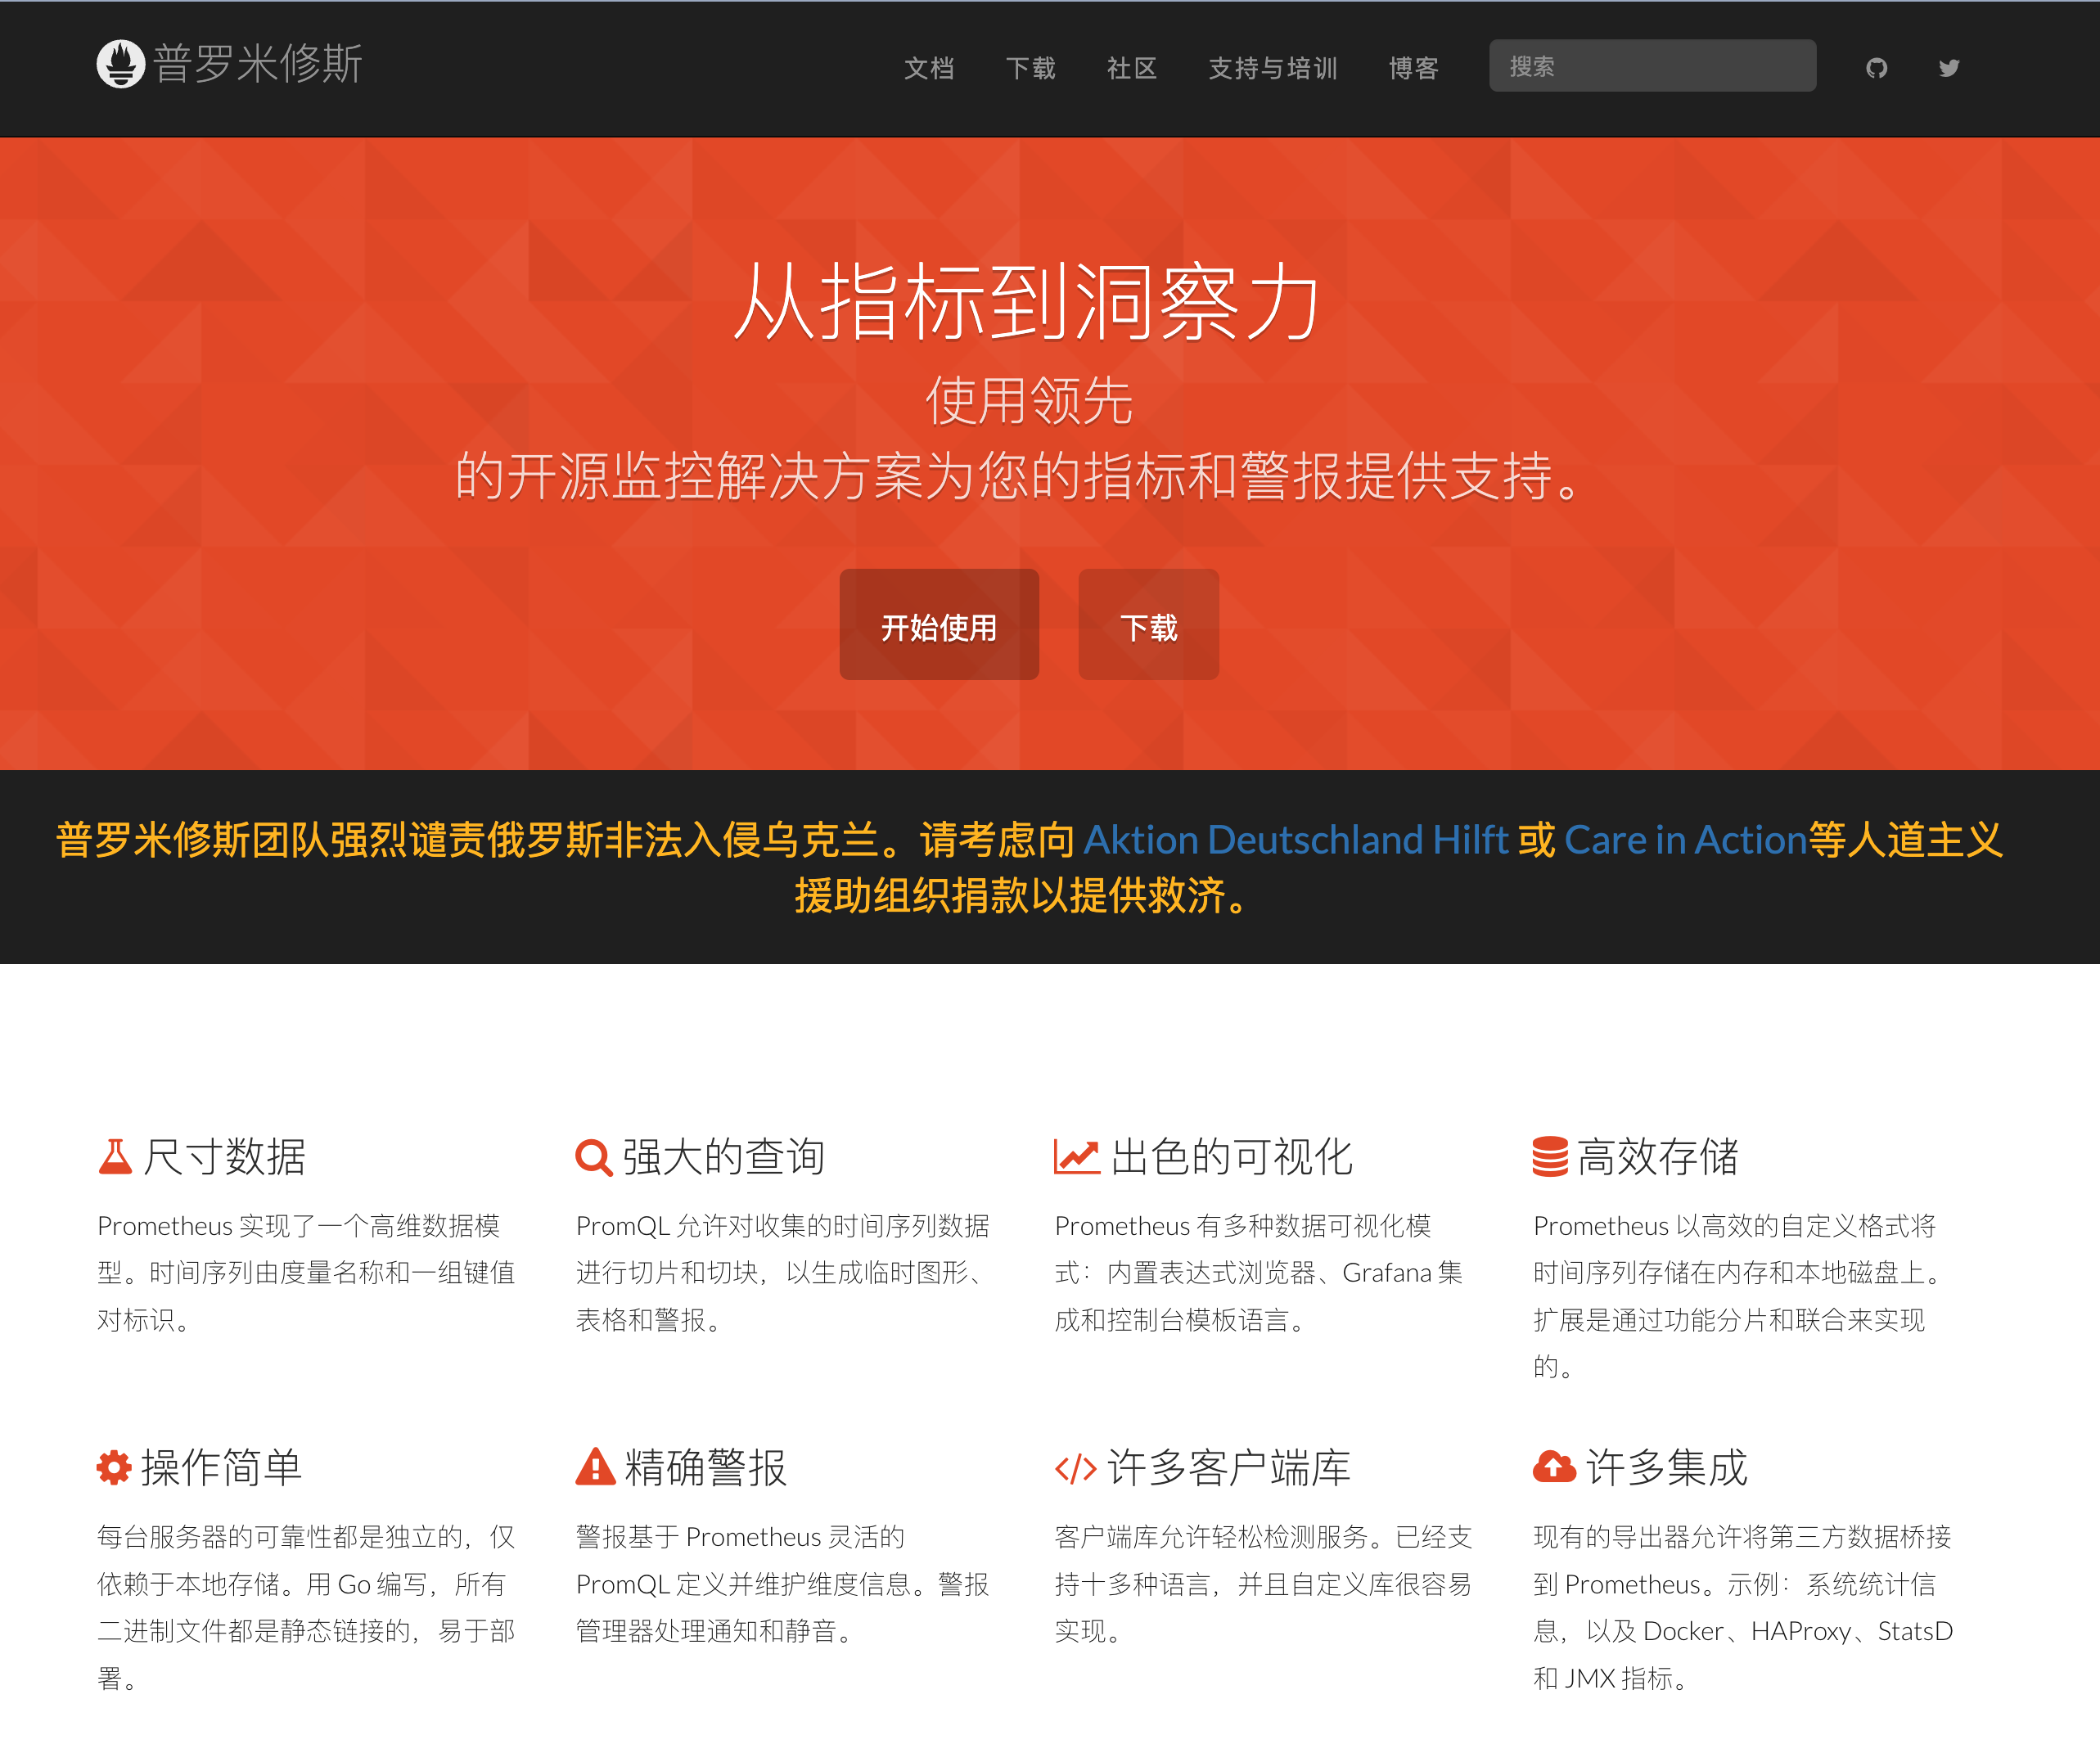 普罗米修斯
文档 下载 社区 支持与培训 博客 搜索
从指标到洞察力
使用领先
的开源监控解决方案为您的指标和警报提供支持。
开始使用 下载
普罗米修斯团队强烈谴责俄罗斯非法入侵乌克兰。请考虑向 Aktion Deutschland Hilft 或 Care in Action等人道主义
援助组织捐款以提供救济。
尺寸数据
Prometheus 实现了一个高维数据模
型。时间序列由度量名称和一组键值
对标识。
强大的查询
PromQL 允许对收集的时间序列数据
进行切片和切块，以生成临时图形、
表格和警报。
出色的可视化
Prometheus 有多种数据可视化模
式：内置表达式浏览器、Grafana 集
成和控制台模板语言。
高效存储
Prometheus 以高效的自定义格式将
时间序列存储在内存和本地磁盘上。
扩展是通过功能分片和联合来实现
的。
操作简单
每台服务器的可靠性都是独立的，仅
依赖于本地存储。用 Go 编写，所有
二进制文件都是静态链接的，易于部
署。
精确警报
警报基于 Prometheus 灵活的
PromQL 定义并维护维度信息。警报
管理器处理通知和静音。
许多客户端库
客户端库允许轻松检测服务。已经支
持十多种语言，并且自定义库很容易
实现。
许多集成
现有的导出器允许将第三方数据桥接
到 Prometheus。示例：系统统计信
息，以及 Docker、HAProxy、StatsD
和 JMX 指标。